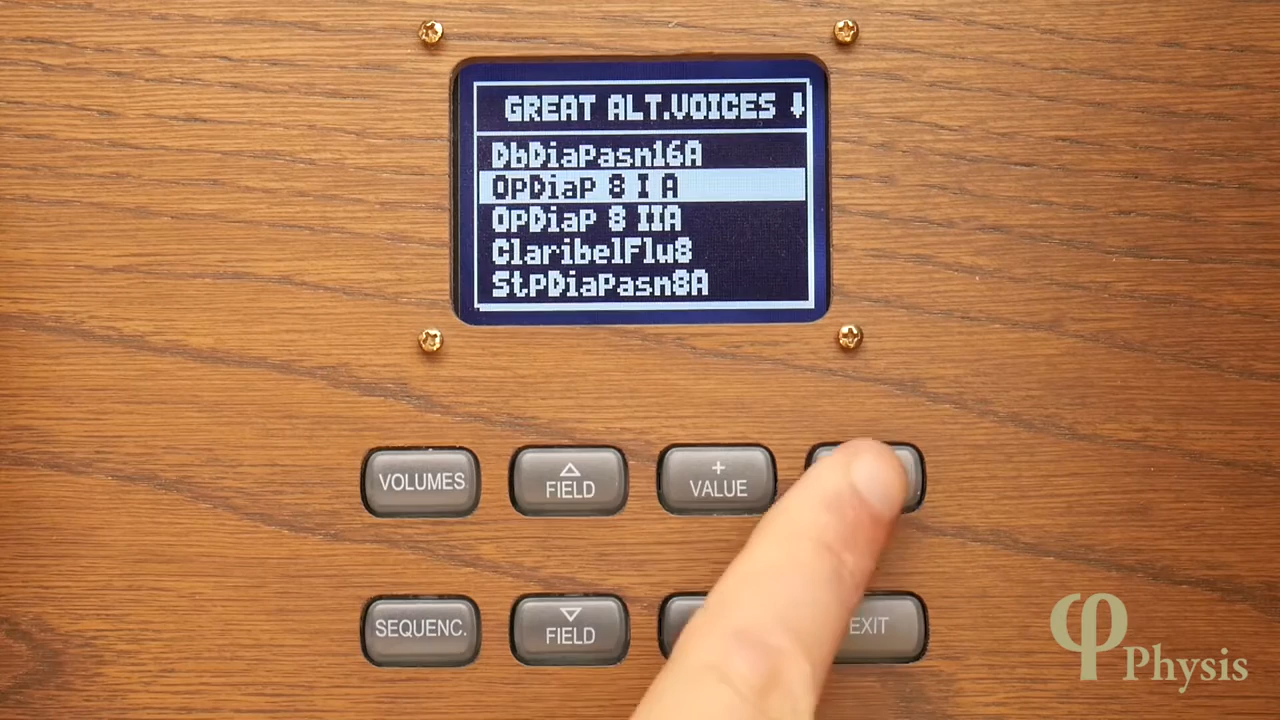 GREAT ALT.VOICES
DbDiaPasn16A
OpDiaP 8 I A
OpDiaP 8 IIA
ClaribelFlu8
StpDiaPasn8A
VOLUMES
FIELD
+
VALUE
SEQUENC.
FIELD
EXIT
φ Physis